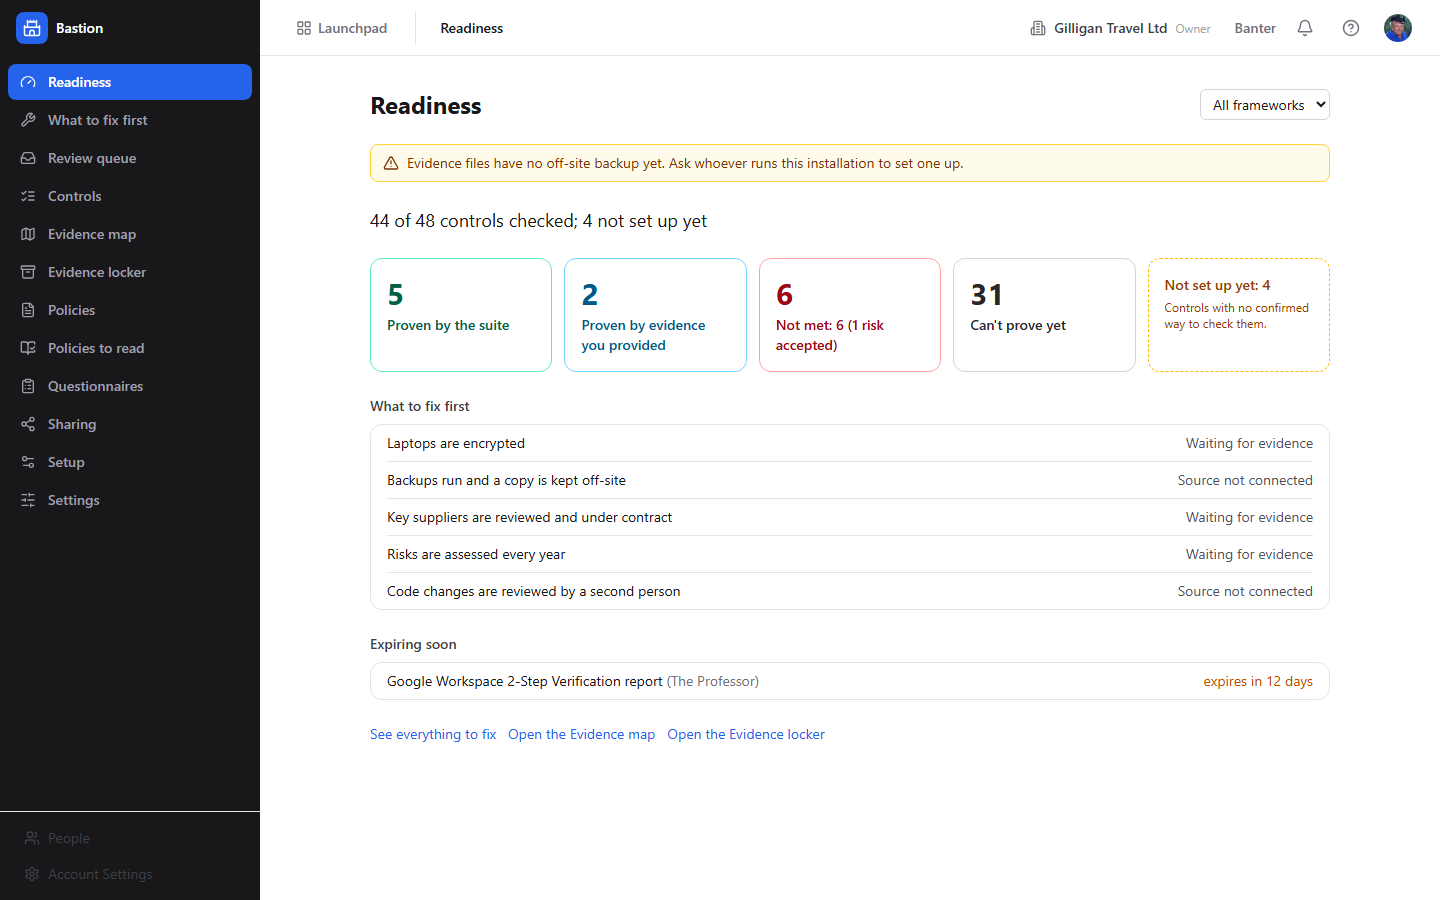 Bastion
Launchpad
Readiness
Gilligan Travel Ltd Owner
Banter
Readiness
What to fix first
Review queue
Controls
Evidence map
Evidence locker
Policies
Policies to read
Questionnaires
Sharing
Setup
Settings
People
Account Settings
Readiness
All frameworks
Evidence files have no off-site backup yet. Ask whoever runs this installation to set one up.
44 of 48 controls checked; 4 not set up yet
5
Proven by the suite
2
Proven by evidence
you provided
6
Not met: 6 (1 risk
accepted)
31
Can't prove yet
Not set up yet: 4
Controls with no confirmed
way to check them.
What to fix first
Laptops are encrypted Waiting for evidence
Backups run and a copy is kept off-site Source not connected
Key suppliers are reviewed and under contract Waiting for evidence
Risks are assessed every year Waiting for evidence
Code changes are reviewed by a second person Source not connected
Expiring soon
Google Workspace 2-Step Verification report (The Professor) expires in 12 days
See everything to fix Open the Evidence map Open the Evidence locker